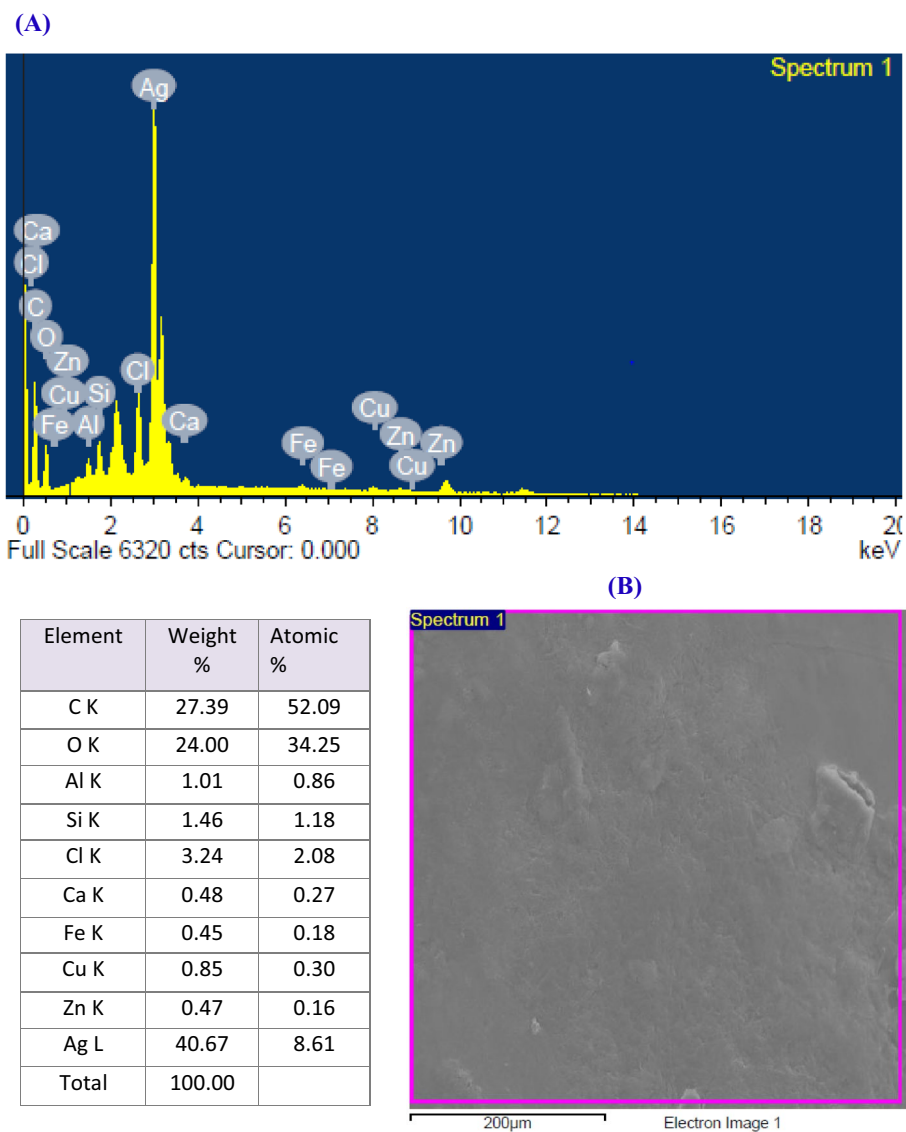 (A)
Spectrum 1
Ag
Ca
Cl
C
O
Zn
Cu
Si
Fe
Al
Cl
Ca
Fe
Fe
Cu
Zn
Cu
Zn
0 2 4 6 8 10 12 14 16 18 20
Full Scale 6320 cts Cursor: 0.000
keV
Element Weight % Atomic %
C K 27.39 52.09
O K 24.00 34.25
Al K 1.01 0.86
Si K 1.46 1.18
Cl K 3.24 2.08
Ca K 0.48 0.27
Fe K 0.45 0.18
Cu K 0.85 0.30
Zn K 0.47 0.16
Ag L 40.67 8.61
Total 100.00
(B)
Spectrum 1
200µm
Electron Image 1